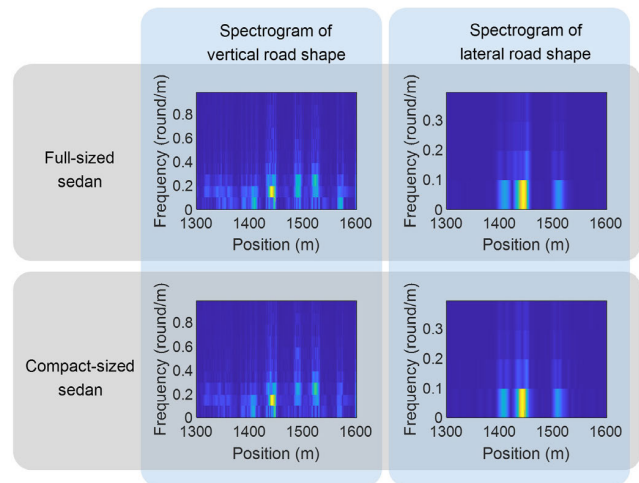 Spectrogram of
vertical road shape
Spectrogram of
lateral road shape
Full-sized
sedan
Frequency (round/m)
0.8
0.6
0.4
0.2
0
1300 1400 1500 1600
Position (m)
Frequency (round/m)
0.3
0.2
0.1
0
1300 1400 1500 1600
Position (m)
Compact-sized
sedan
Frequency (round/m)
0.8
0.6
0.4
0.2
0
1300 1400 1500 1600
Position (m)
Frequency (round/m)
0.3
0.2
0.1
0
1300 1400 1500 1600
Position (m)